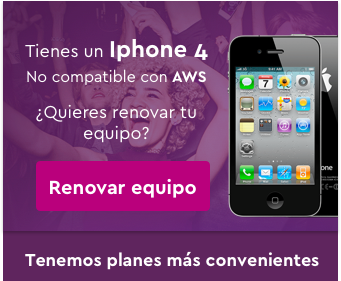 Tienes un Iphone 4
No compatible con AWS
¿Quieres renovar tu
equipo?
Renovar equipo
Tenemos planes más convenientes